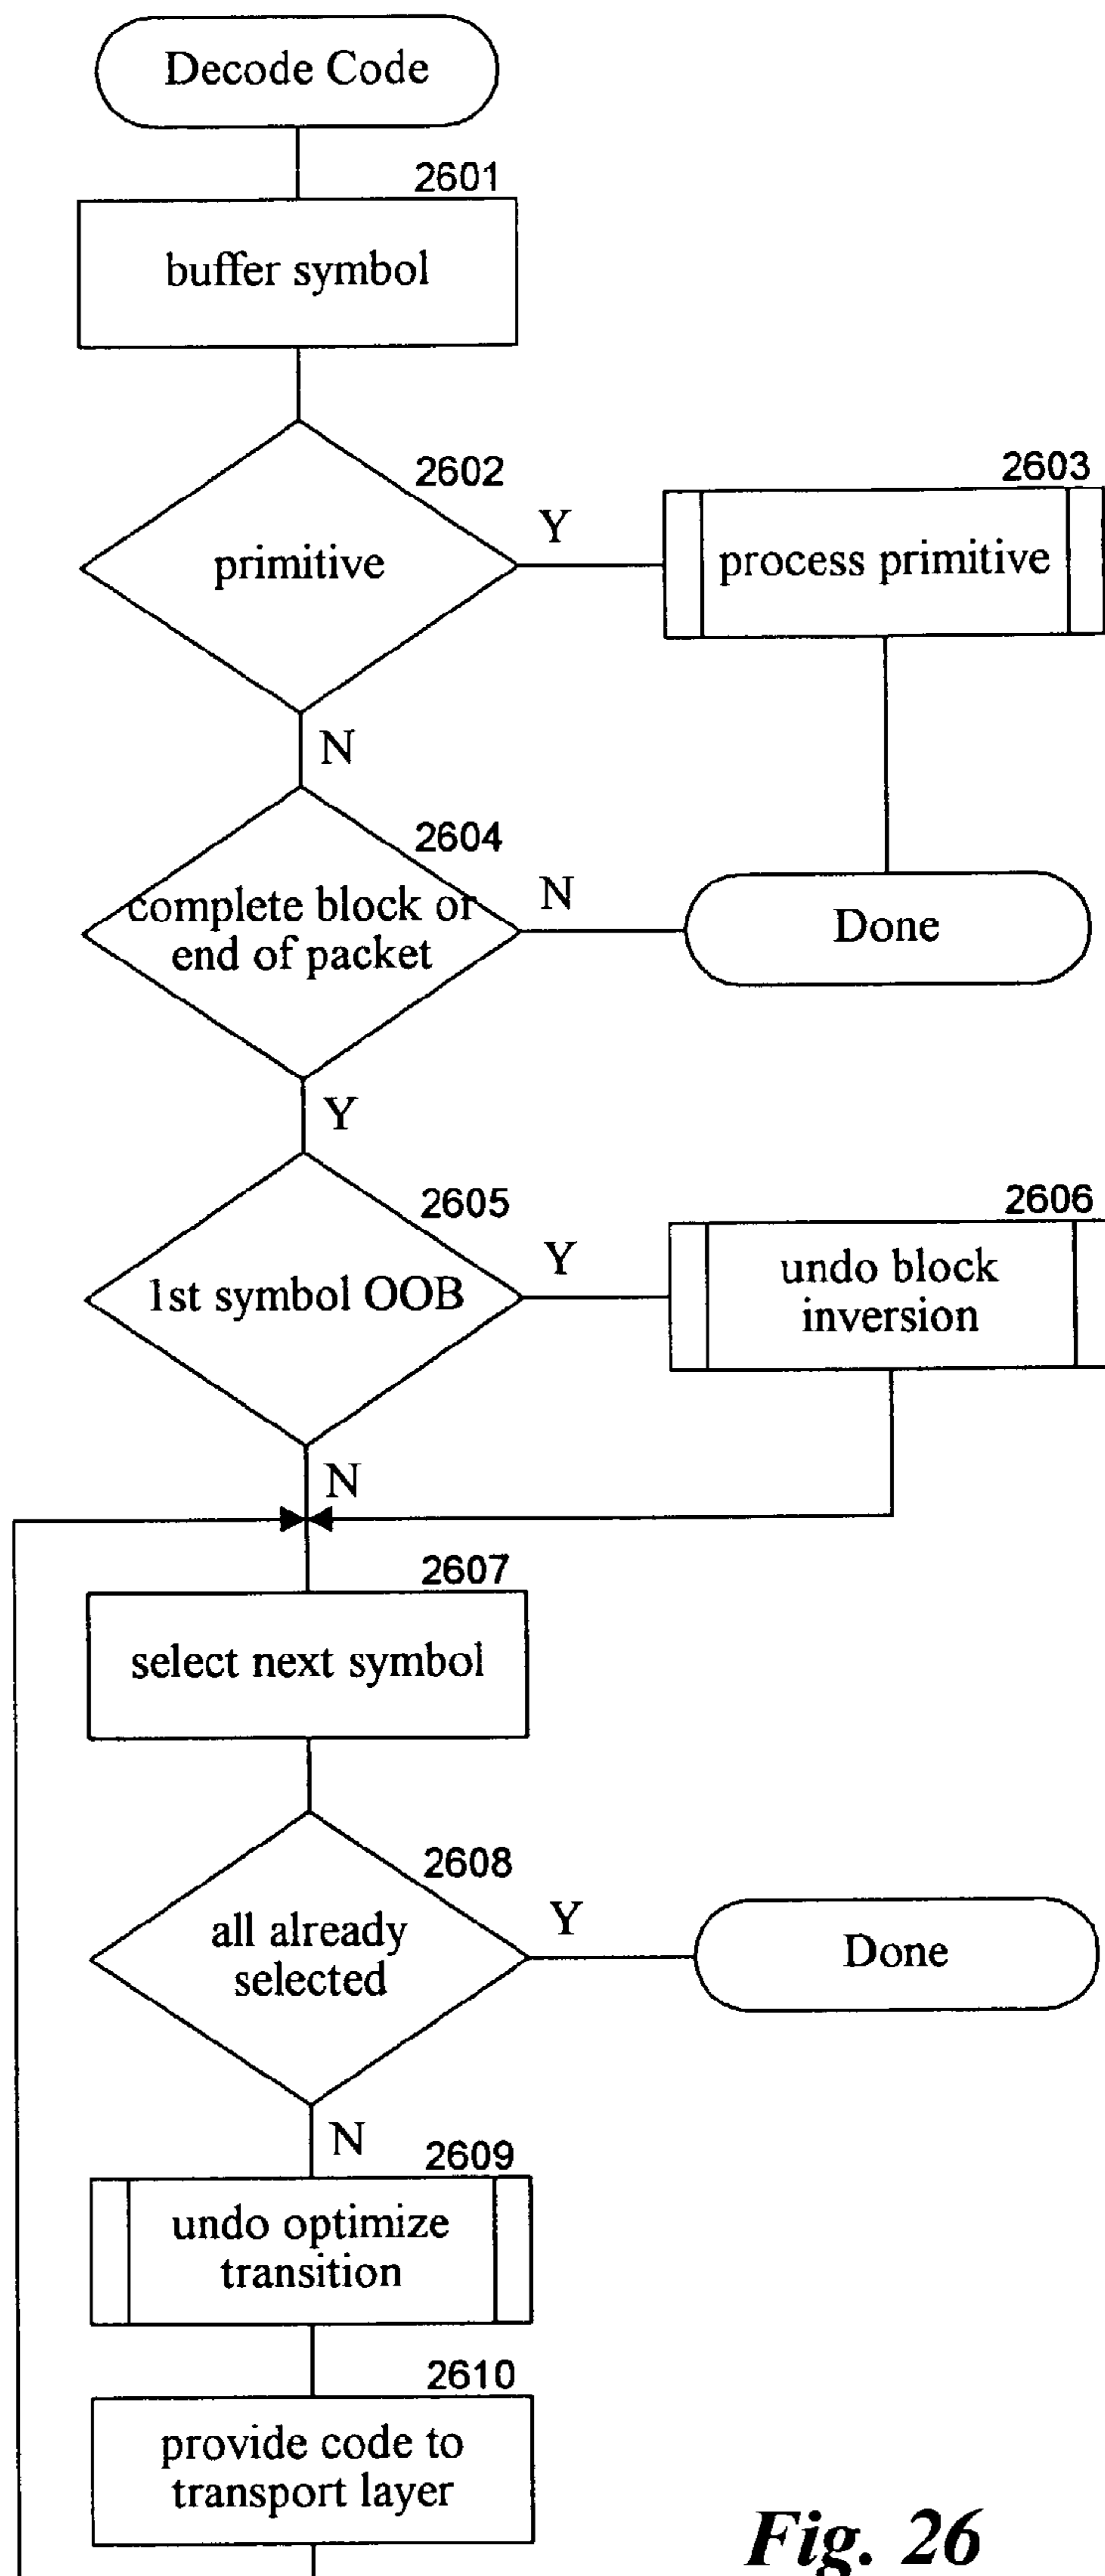 Decode Code
2601
buffer symbol
2602
primitive
Y
2603
process primitive
N
2604
complete block or
end of packet
N
Done
Y
2605
1st symbol OOB
Y
2606
undo block
inversion
N
2607
select next symbol
2608
all already
selected
Y
Done
N
2609
undo optimize
transition
2610
provide code to
transport layer
Fig. 26